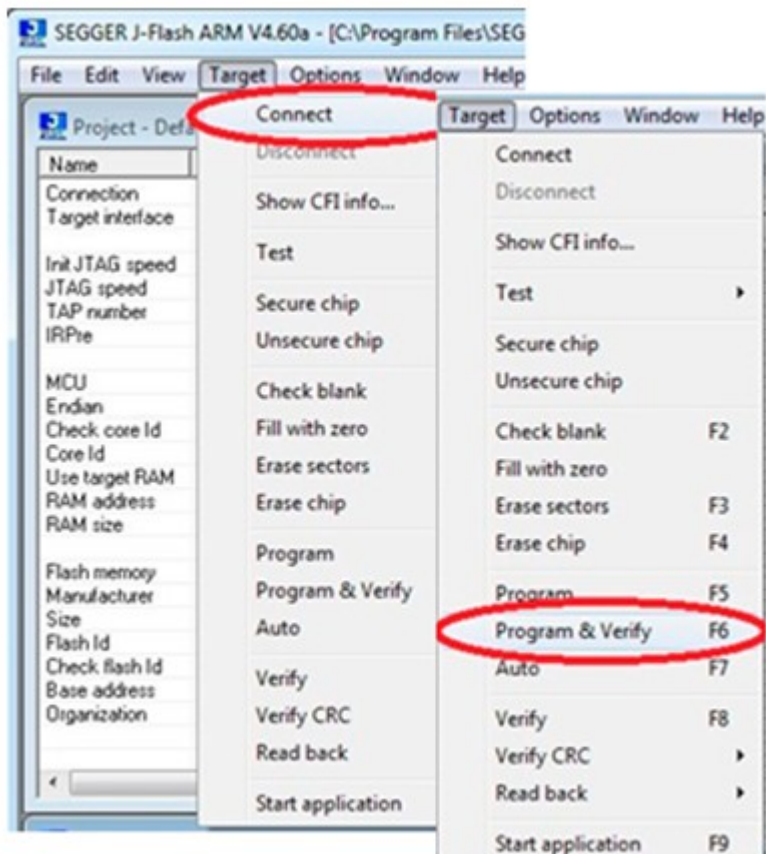 SEGGER J-Flash ARM V4.60a - [C:\Program Files\SEG
File Edit View Target Options Window Help
Project - Defa
Name
Connection
Target interface
Init JTAG speed
JTAG speed
TAP number
IRPre
MCU
Endian
Check core Id
Core Id
Use target RAM
RAM address
RAM size
Flash memory
Manufacturer
Size
Flash Id
Check flash Id
Base address
Organization
Connect
Disconnect
Show CFI info...
Test
Secure chip
Unsecure chip
Check blank
Fill with zero
Erase sectors
Erase chip
Program
Program & Verify
Auto
Verify
Verify CRC
Read back
Start application
Target Options Window Help
Connect
Disconnect
Show CFI info...
Test
Secure chip
Unsecure chip
Check blank F2
Fill with zero
Erase sectors F3
Erase chip F4
Program F5
Program & Verify F6
Auto F7
Verify F8
Verify CRC
Read back
Start application F9